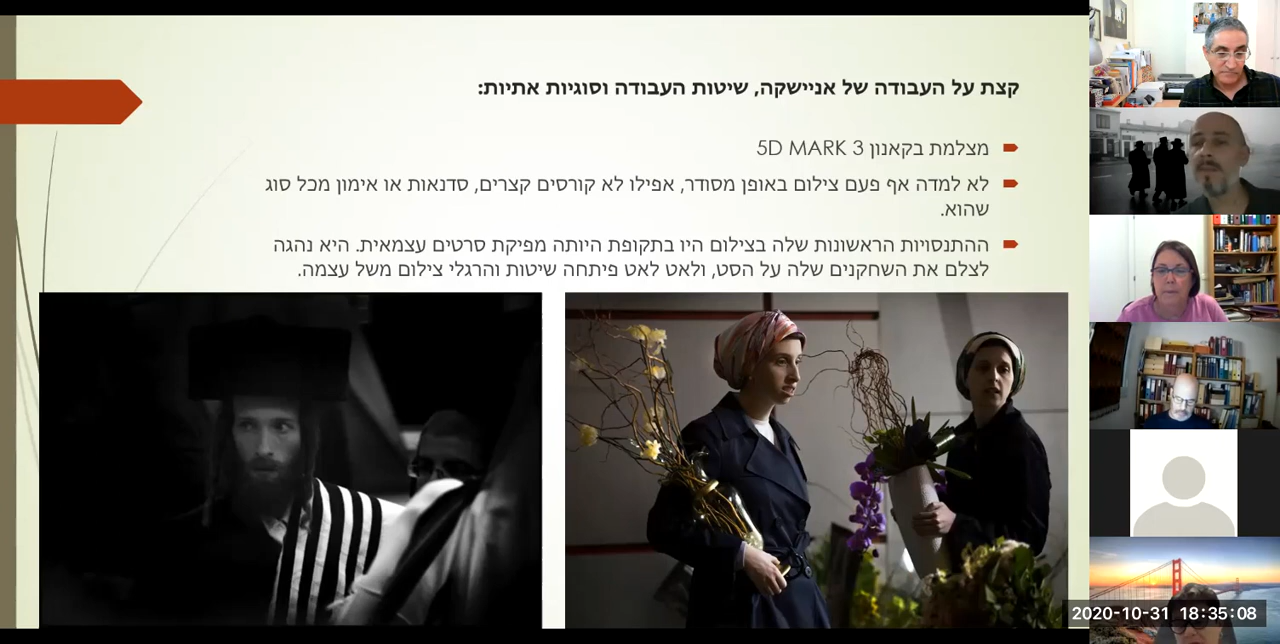 קצת על העבודה של אניישקה, שיטות העבודה וסוגיות אתיות:
מצלמת בקאנון 5D MARK 3
לא למדה אף פעם צילום באופן מסודר, אפילו לא קורסים קצרים, סדנאות או אימון מכל סוג
שהוא.
ההתנסויות הראשונות שלה בצילום היו בתקופת היותה מפיקת סרטים עצמאית. היא נהגה
לצלם את השחקנים שלה על הסט, ולאט לאט פיתחה שיטות והרגלי צילום משל עצמה.
2020-10-31 18:35:08